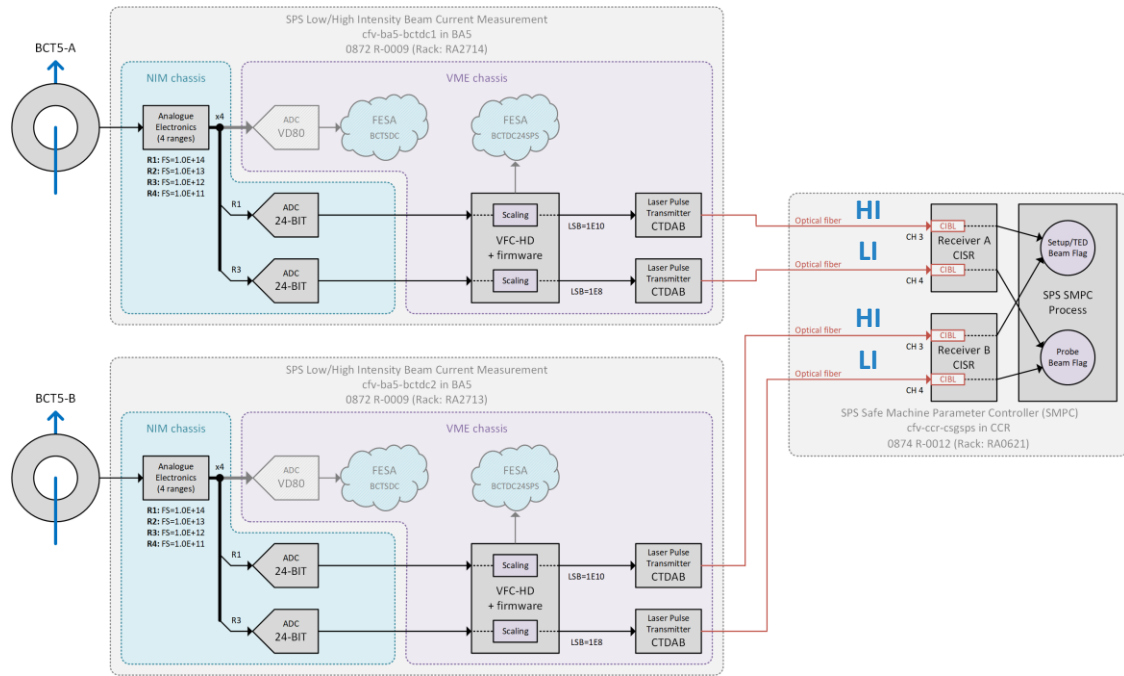 SPS Low/High Intensity Beam Current Measurement
cfv-ba5-bctdc1 in BA5
0872 R-0009 (Rack: RA2714)
BCT5-A
NIM chassis
VME chassis
Analogue
Electronics
(4 ranges)
x4
R1: FS=1.0E+14
R2: FS=1.0E+13
R3: FS=1.0E+12
R4: FS=1.0E+11
ADC
VD80
FESA
BCTSDC
FESA
BCTDC24SPS
R1
ADC
24-BIT
Scaling
LSB=1E10
Laser Pulse
Transmitter
CTDAB
VFC-HD
+ firmware
R3
ADC
24-BIT
Scaling
LSB=1E8
Laser Pulse
Transmitter
CTDAB
Optical fiber
HI
CH 3
CIBL
Receiver A
CISR
Optical fiber
LI
CH 4
CIBL
Optical fiber
HI
CH 3
CIBL
Receiver B
CISR
Optical fiber
LI
CH 4
CIBL
Setup/TED
Beam Flag
SPS SMPC
Process
Probe
Beam Flag
SPS Safe Machine Parameter Controller (SMPC)
cfv-ccr-csgsps in CCR
0874 R-0012 (Rack: RA0621)
SPS Low/High Intensity Beam Current Measurement
cfv-ba5-bctdc2 in BA5
0872 R-0009 (Rack: RA2713)
BCT5-B
NIM chassis
VME chassis
Analogue
Electronics
(4 ranges)
x4
R1: FS=1.0E+14
R2: FS=1.0E+13
R3: FS=1.0E+12
R4: FS=1.0E+11
ADC
VD80
FESA
BCTSDC
FESA
BCTDC24SPS
R1
ADC
24-BIT
Scaling
LSB=1E10
Laser Pulse
Transmitter
CTDAB
VFC-HD
+ firmware
R3
ADC
24-BIT
Scaling
LSB=1E8
Laser Pulse
Transmitter
CTDAB